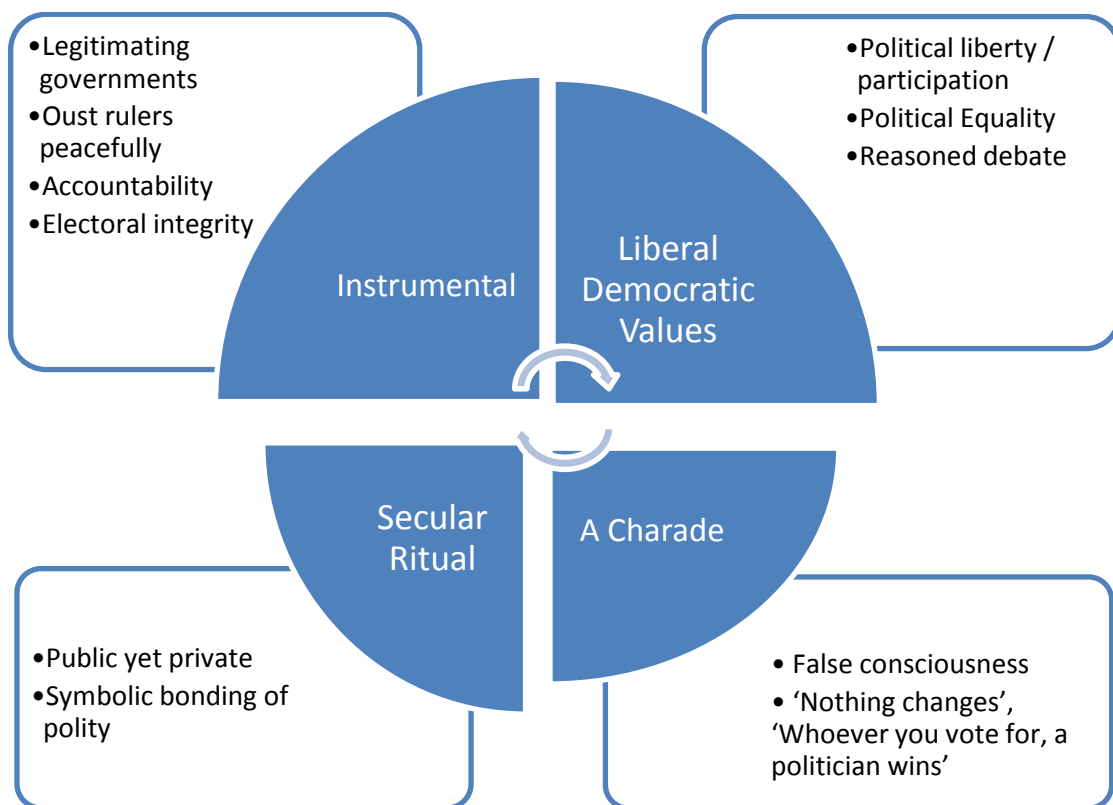 •Legitimating
governments
•Oust rulers
peacefully
•Accountability
•Electoral integrity
•Political liberty /
participation
•Political Equality
•Reasoned debate
Instrumental
Liberal
Democratic
Values
Secular
Ritual
A Charade
•Public yet private
•Symbolic bonding of
polity
• False consciousness
• ‘Nothing changes’,
‘Whoever you vote for, a
politician wins’